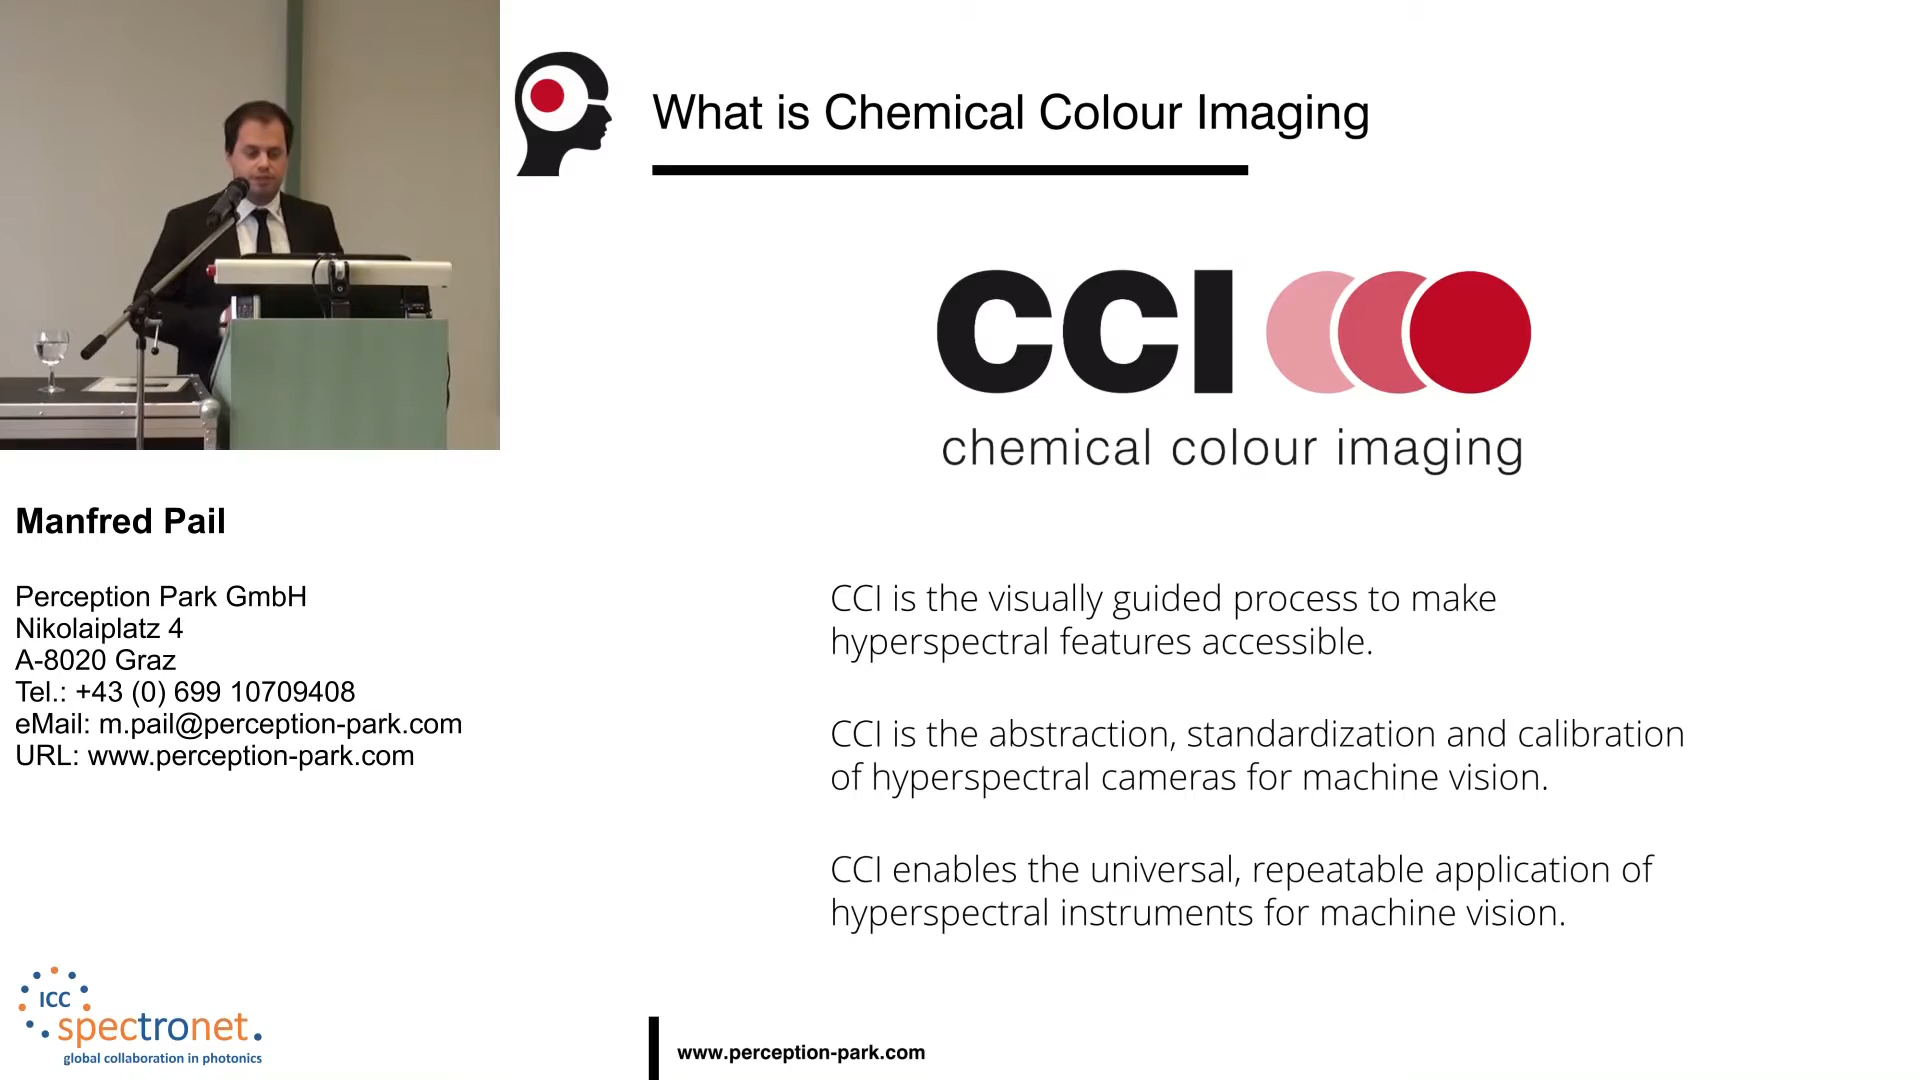 What is Chemical Colour Imaging
CCI
chemical colour imaging
Manfred Pail
Perception Park GmbH
Nikolaiplatz 4
A-8020 Graz
Tel.: +43 (0) 699 10709408
eMail: m.pail@perception-park.com
URL: www.perception-park.com
CCI is the visually guided process to make
hyperspectral features accessible.
CCI is the abstraction, standardization and calibration
of hyperspectral cameras for machine vision.
CCI enables the universal, repeatable application of
hyperspectral instruments for machine vision.
ICC
spectronet.
global collaboration in photonics
www.perception-park.com